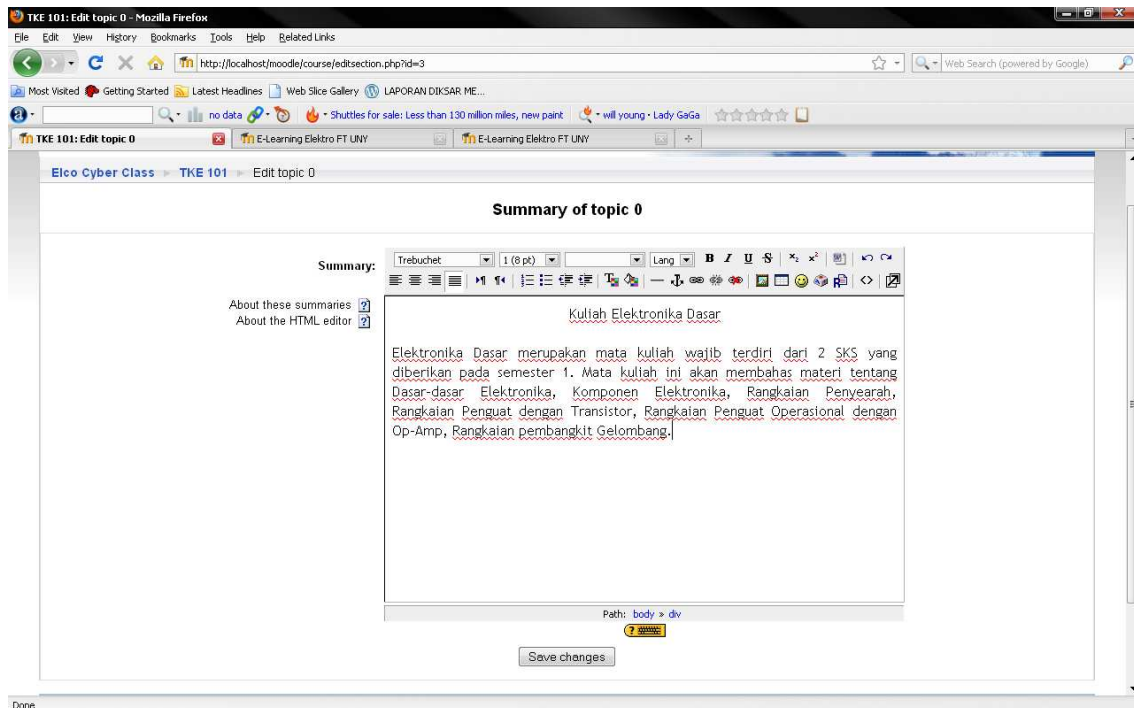 TKE 101: Edit topic 0 - Mozilla Firefox
File Edit View History Bookmarks Tools Help Related Links
http://localhost/moodle/course/editsection.php?id=3
Web Search (powered by Google)
Most Visited Getting Started Latest Headlines Web Slice Gallery LAPORAN DIKSAR ME...
no data Shuttles for sale: Less than 130 million miles, new paint will young - Lady GaGa
TKE 101: Edit topic 0 E-Learning Elektro FT UNY E-Learning Elektro FT UNY
Elco Cyber Class ► TKE 101 ► Edit topic 0
Summary of topic 0
Summary:
Trebuchet 1 (8 pt) Lang B I U S x₂ x²
About these summaries ?
About the HTML editor ?
Kuliah Elektronika Dasar
Elektronika Dasar merupakan mata kuliah wajib terdiri dari 2 SKS yang
diberikan pada semester 1. Mata kuliah ini akan membahas materi tentang
Dasar-dasar Elektronika, Komponen Elektronika, Rangkaian Penyearah,
Rangkaian Penguat dengan Transistor, Rangkaian Penguat Operasional dengan
Op-Amp, Rangkaian pembangkit Gelombang.
Path: body » div
?
Save changes
Done